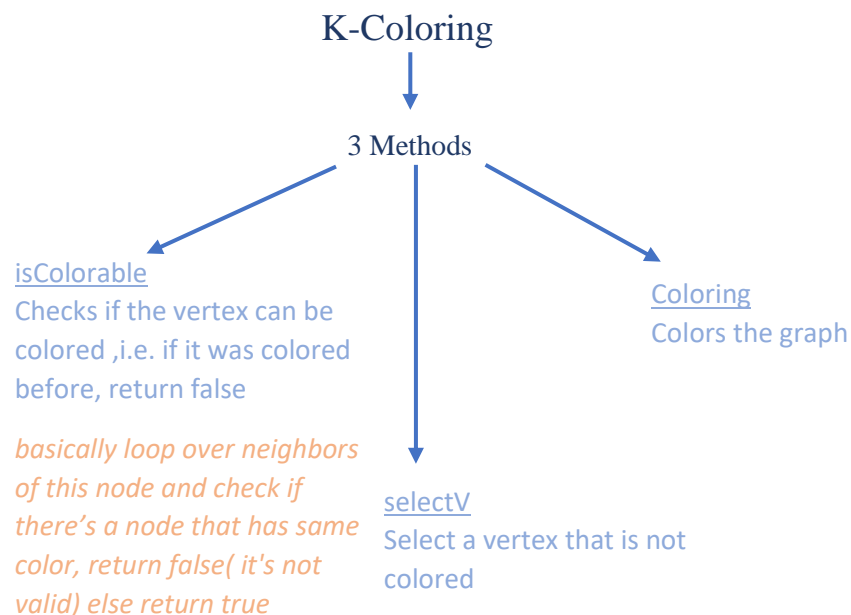 K-Coloring
3 Methods
isColorable
Checks if the vertex can be
colored ,i.e. if it was colored
before, return false
basically loop over neighbors
of this node and check if
there’s a node that has same
color, return false( it's not
valid) else return true
selectV
Select a vertex that is not
colored
Coloring
Colors the graph